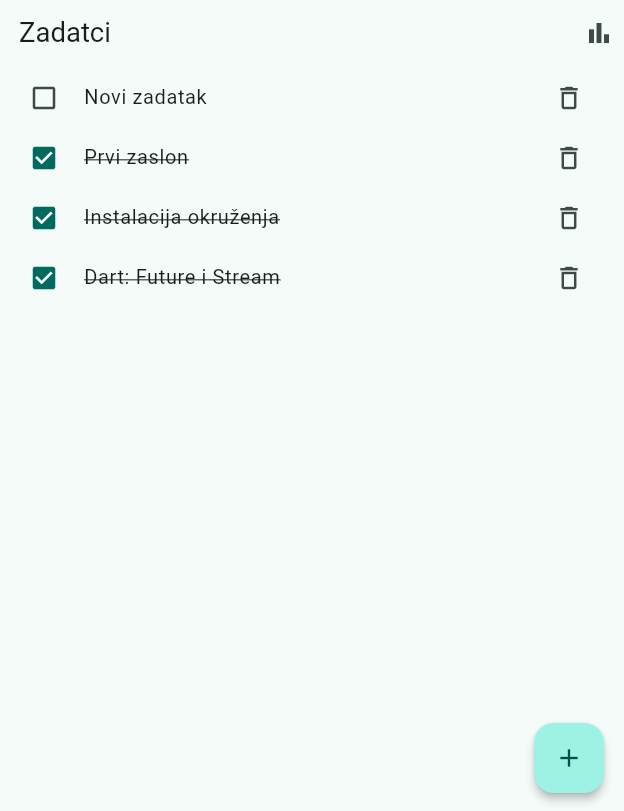 Zadatci
Novi zadatak
Prvi zaslon
Instalacija okruženja
Dart: Future i Stream